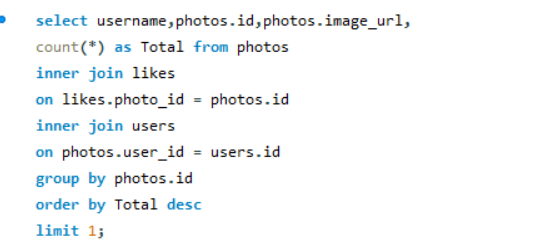 select username,photos.id,photos.image_url,
count(*) as Total from photos
inner join likes
on likes.photo_id = photos.id
inner join users
on photos.user_id = users.id
group by photos.id
order by Total desc
limit 1;